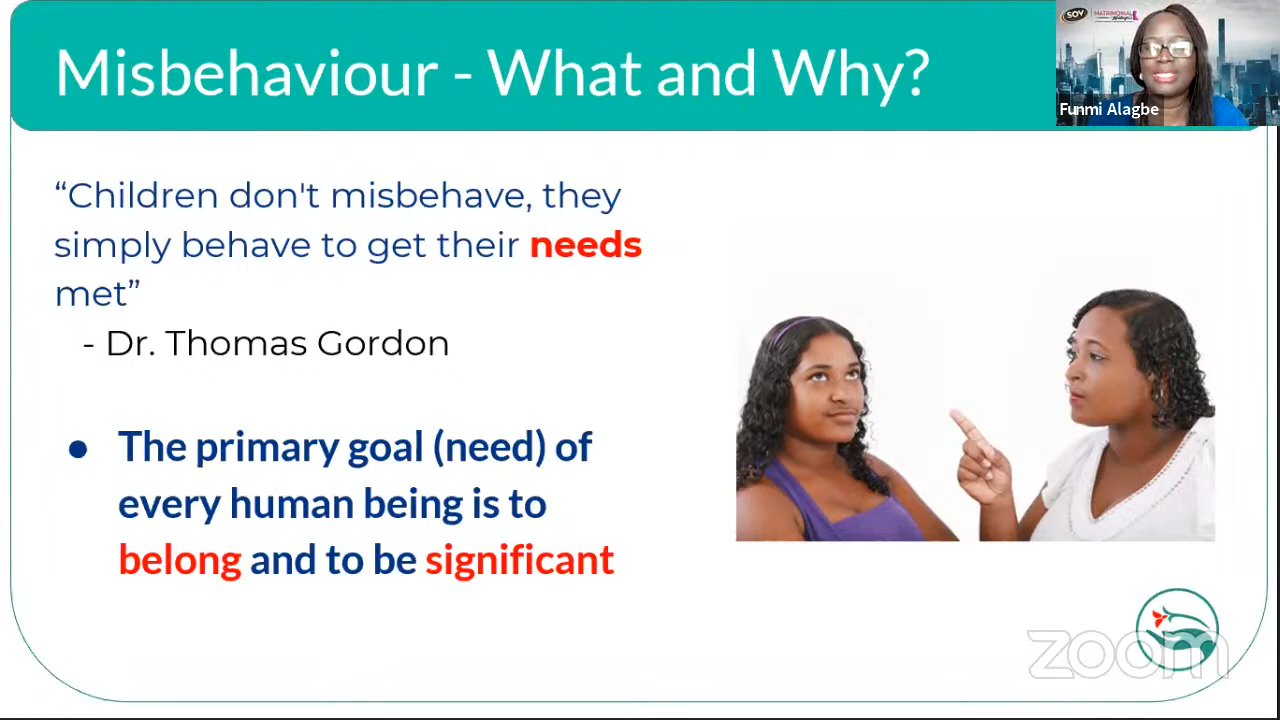 Misbehaviour - What and Why?
SOV
MATRIMONIAL
Funmi Alagbe
“Children don't misbehave, they
simply behave to get their needs
met”
- Dr. Thomas Gordon
● The primary goal (need) of
every human being is to
belong and to be significant
zoom